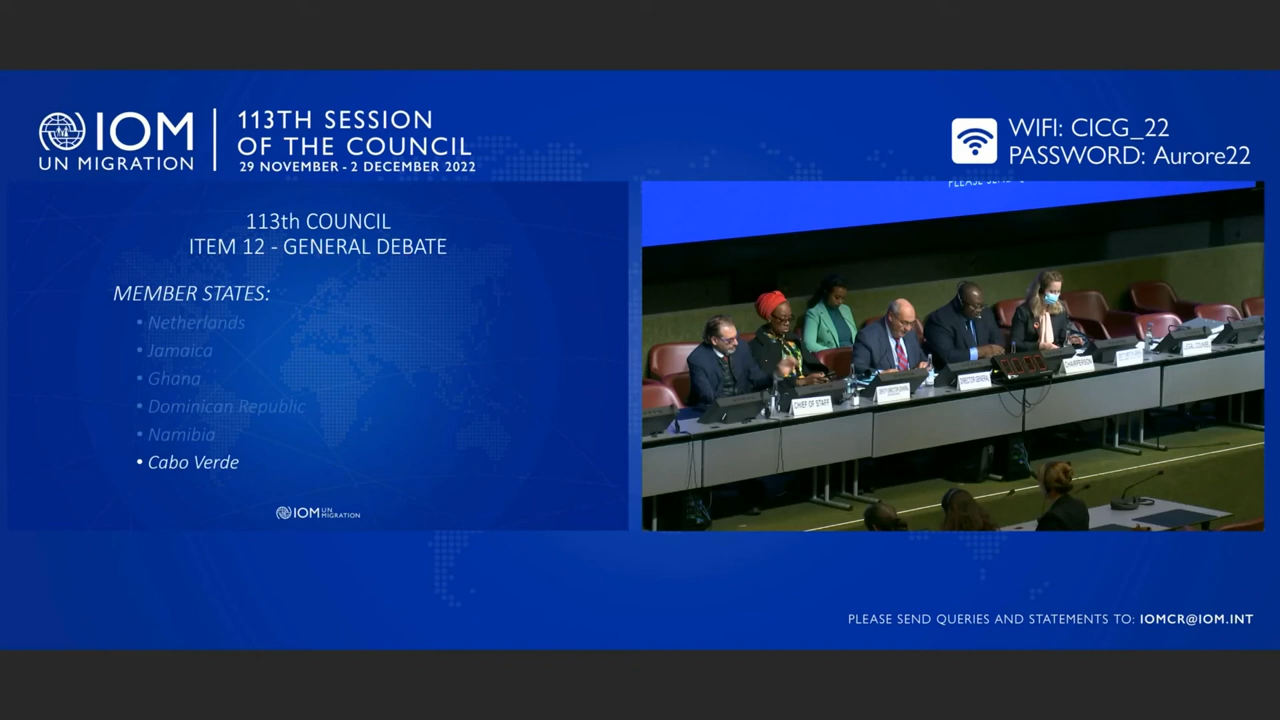 IOM
UN MIGRATION
113TH SESSION
OF THE COUNCIL
29 NOVEMBER - 2 DECEMBER 2022
WIFI: CICG_22
PASSWORD: Aurore22
113th COUNCIL
ITEM 12 - GENERAL DEBATE
MEMBER STATES:
• Netherlands
• Jamaica
• Ghana
• Dominican Republic
• Namibia
• Cabo Verde
IOM UN MIGRATION
CHIEF OF STAFF
DIRECTOR GENERAL
CHAIRPERSON
LEGAL COUNSEL
PLEASE SEND QUERIES AND STATEMENTS TO: IOMCR@IOM.INT